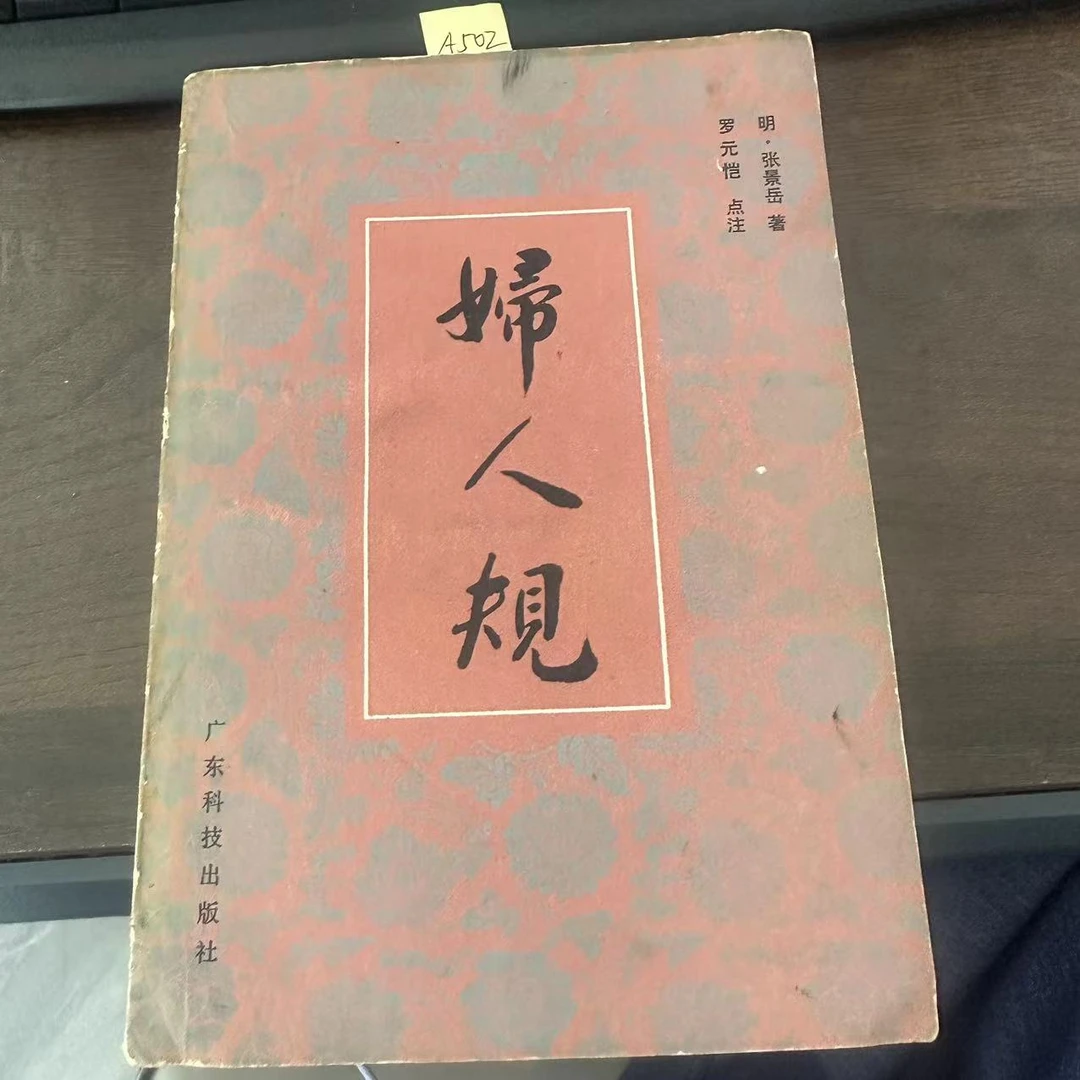 A502
明·张景岳 著
罗元恺 点注
婦人規
广东科技出版社